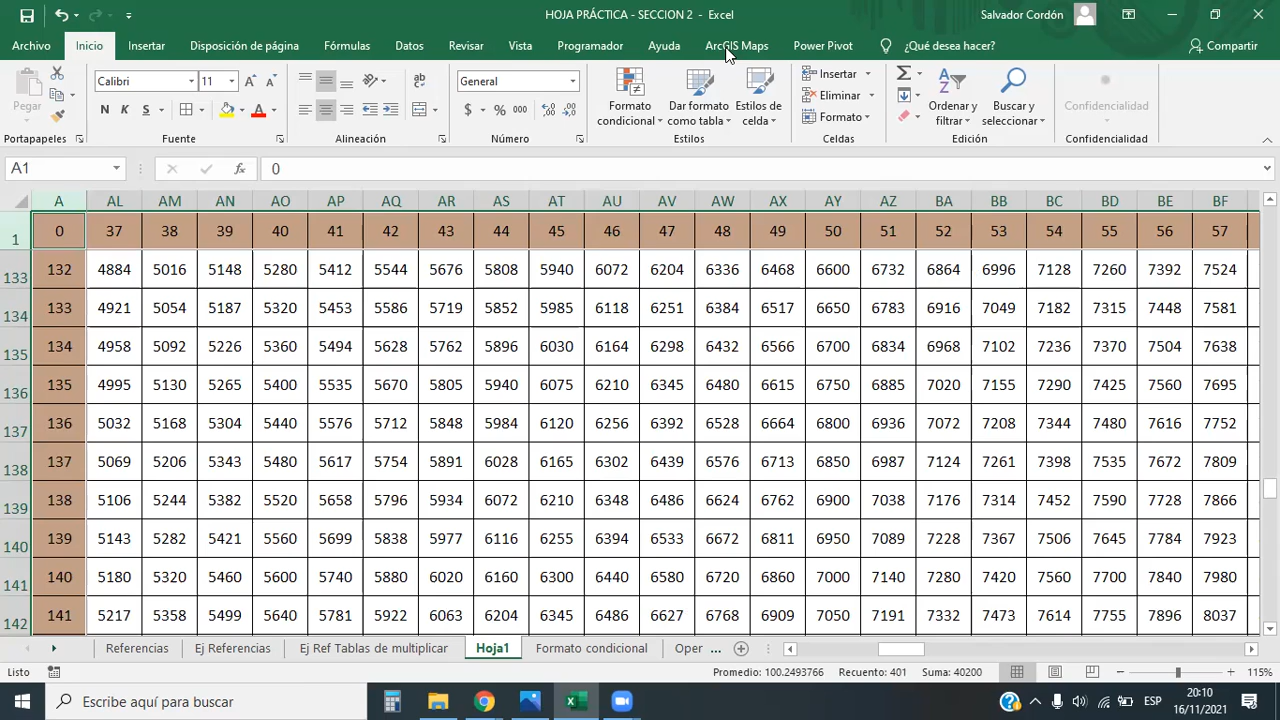 HOJA PRÁCTICA - SECCION 2 - Excel
Salvador Cordón
Archivo Inicio Insertar Disposición de página Fórmulas Datos Revisar Vista Programador Ayuda ArcGIS Maps Power Pivot ¿Qué desea hacer? Compartir
Pegar
Portapapeles
Calibri 11
N K S
Fuente
ab
Alineación
General
$ % 000
Número
Formato condicional
Dar formato como tabla
Estilos de celda
Estilos
Insertar
Eliminar
Formato
Celdas
Ordenar y filtrar
Buscar y seleccionar
Edición
Confidencialidad
Confidencialidad
A1 fx 0
A AL AM AN AO AP AQ AR AS AT AU AV AW AX AY AZ BA BB BC BD BE BF
1 0 37 38 39 40 41 42 43 44 45 46 47 48 49 50 51 52 53 54 55 56 57
133 132 4884 5016 5148 5280 5412 5544 5676 5808 5940 6072 6204 6336 6468 6600 6732 6864 6996 7128 7260 7392 7524
134 133 4921 5054 5187 5320 5453 5586 5719 5852 5985 6118 6251 6384 6517 6650 6783 6916 7049 7182 7315 7448 7581
135 134 4958 5092 5226 5360 5494 5628 5762 5896 6030 6164 6298 6432 6566 6700 6834 6968 7102 7236 7370 7504 7638
136 135 4995 5130 5265 5400 5535 5670 5805 5940 6075 6210 6345 6480 6615 6750 6885 7020 7155 7290 7425 7560 7695
137 136 5032 5168 5304 5440 5576 5712 5848 5984 6120 6256 6392 6528 6664 6800 6936 7072 7208 7344 7480 7616 7752
138 137 5069 5206 5343 5480 5617 5754 5891 6028 6165 6302 6439 6576 6713 6850 6987 7124 7261 7398 7535 7672 7809
139 138 5106 5244 5382 5520 5658 5796 5934 6072 6210 6348 6486 6624 6762 6900 7038 7176 7314 7452 7590 7728 7866
140 139 5143 5282 5421 5560 5699 5838 5977 6116 6255 6394 6533 6672 6811 6950 7089 7228 7367 7506 7645 7784 7923
141 140 5180 5320 5460 5600 5740 5880 6020 6160 6300 6440 6580 6720 6860 7000 7140 7280 7420 7560 7700 7840 7980
142 141 5217 5358 5499 5640 5781 5922 6063 6204 6345 6486 6627 6768 6909 7050 7191 7332 7473 7614 7755 7896 8037
Referencias Ej Referencias Ej Ref Tablas de multiplicar Hoja1 Formato condicional Oper ...
Listo Promedio: 100.2493766 Recuento: 401 Suma: 40200 115%
Escribe aquí para buscar
ESP
20:10
16/11/2021